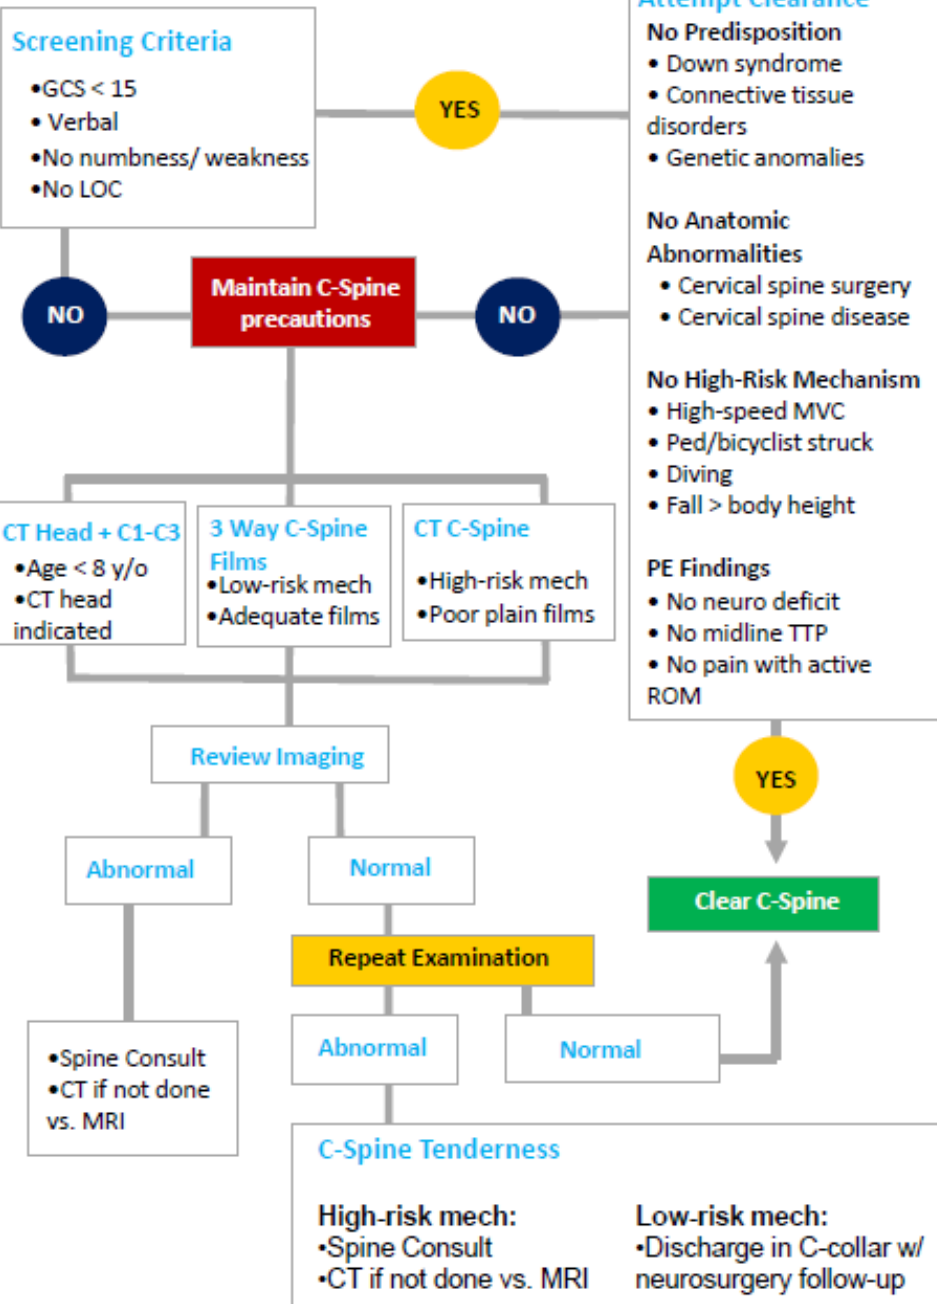 Attempt Clearance
Screening Criteria
•GCS < 15
• Verbal
•No numbness/ weakness
•No LOC
YES
No Predisposition
• Down syndrome
• Connective tissue
disorders
• Genetic anomalies
No Anatomic
Abnormalities
• Cervical spine surgery
• Cervical spine disease
No High-Risk Mechanism
• High-speed MVC
• Ped/bicyclist struck
• Diving
• Fall > body height
PE Findings
• No neuro deficit
• No midline TTP
• No pain with active
ROM
NO
Maintain C-Spine
precautions
NO
CT Head + C1-C3
•Age < 8 y/o
•CT head
indicated
3 Way C-Spine
Films
•Low-risk mech
•Adequate films
CT C-Spine
•High-risk mech
•Poor plain films
Review Imaging
YES
Abnormal
Normal
Clear C-Spine
Repeat Examination
•Spine Consult
•CT if not done
vs. MRI
Abnormal
Normal
C-Spine Tenderness
High-risk mech:
•Spine Consult
•CT if not done vs. MRI
Low-risk mech:
•Discharge in C-collar w/
neurosurgery follow-up